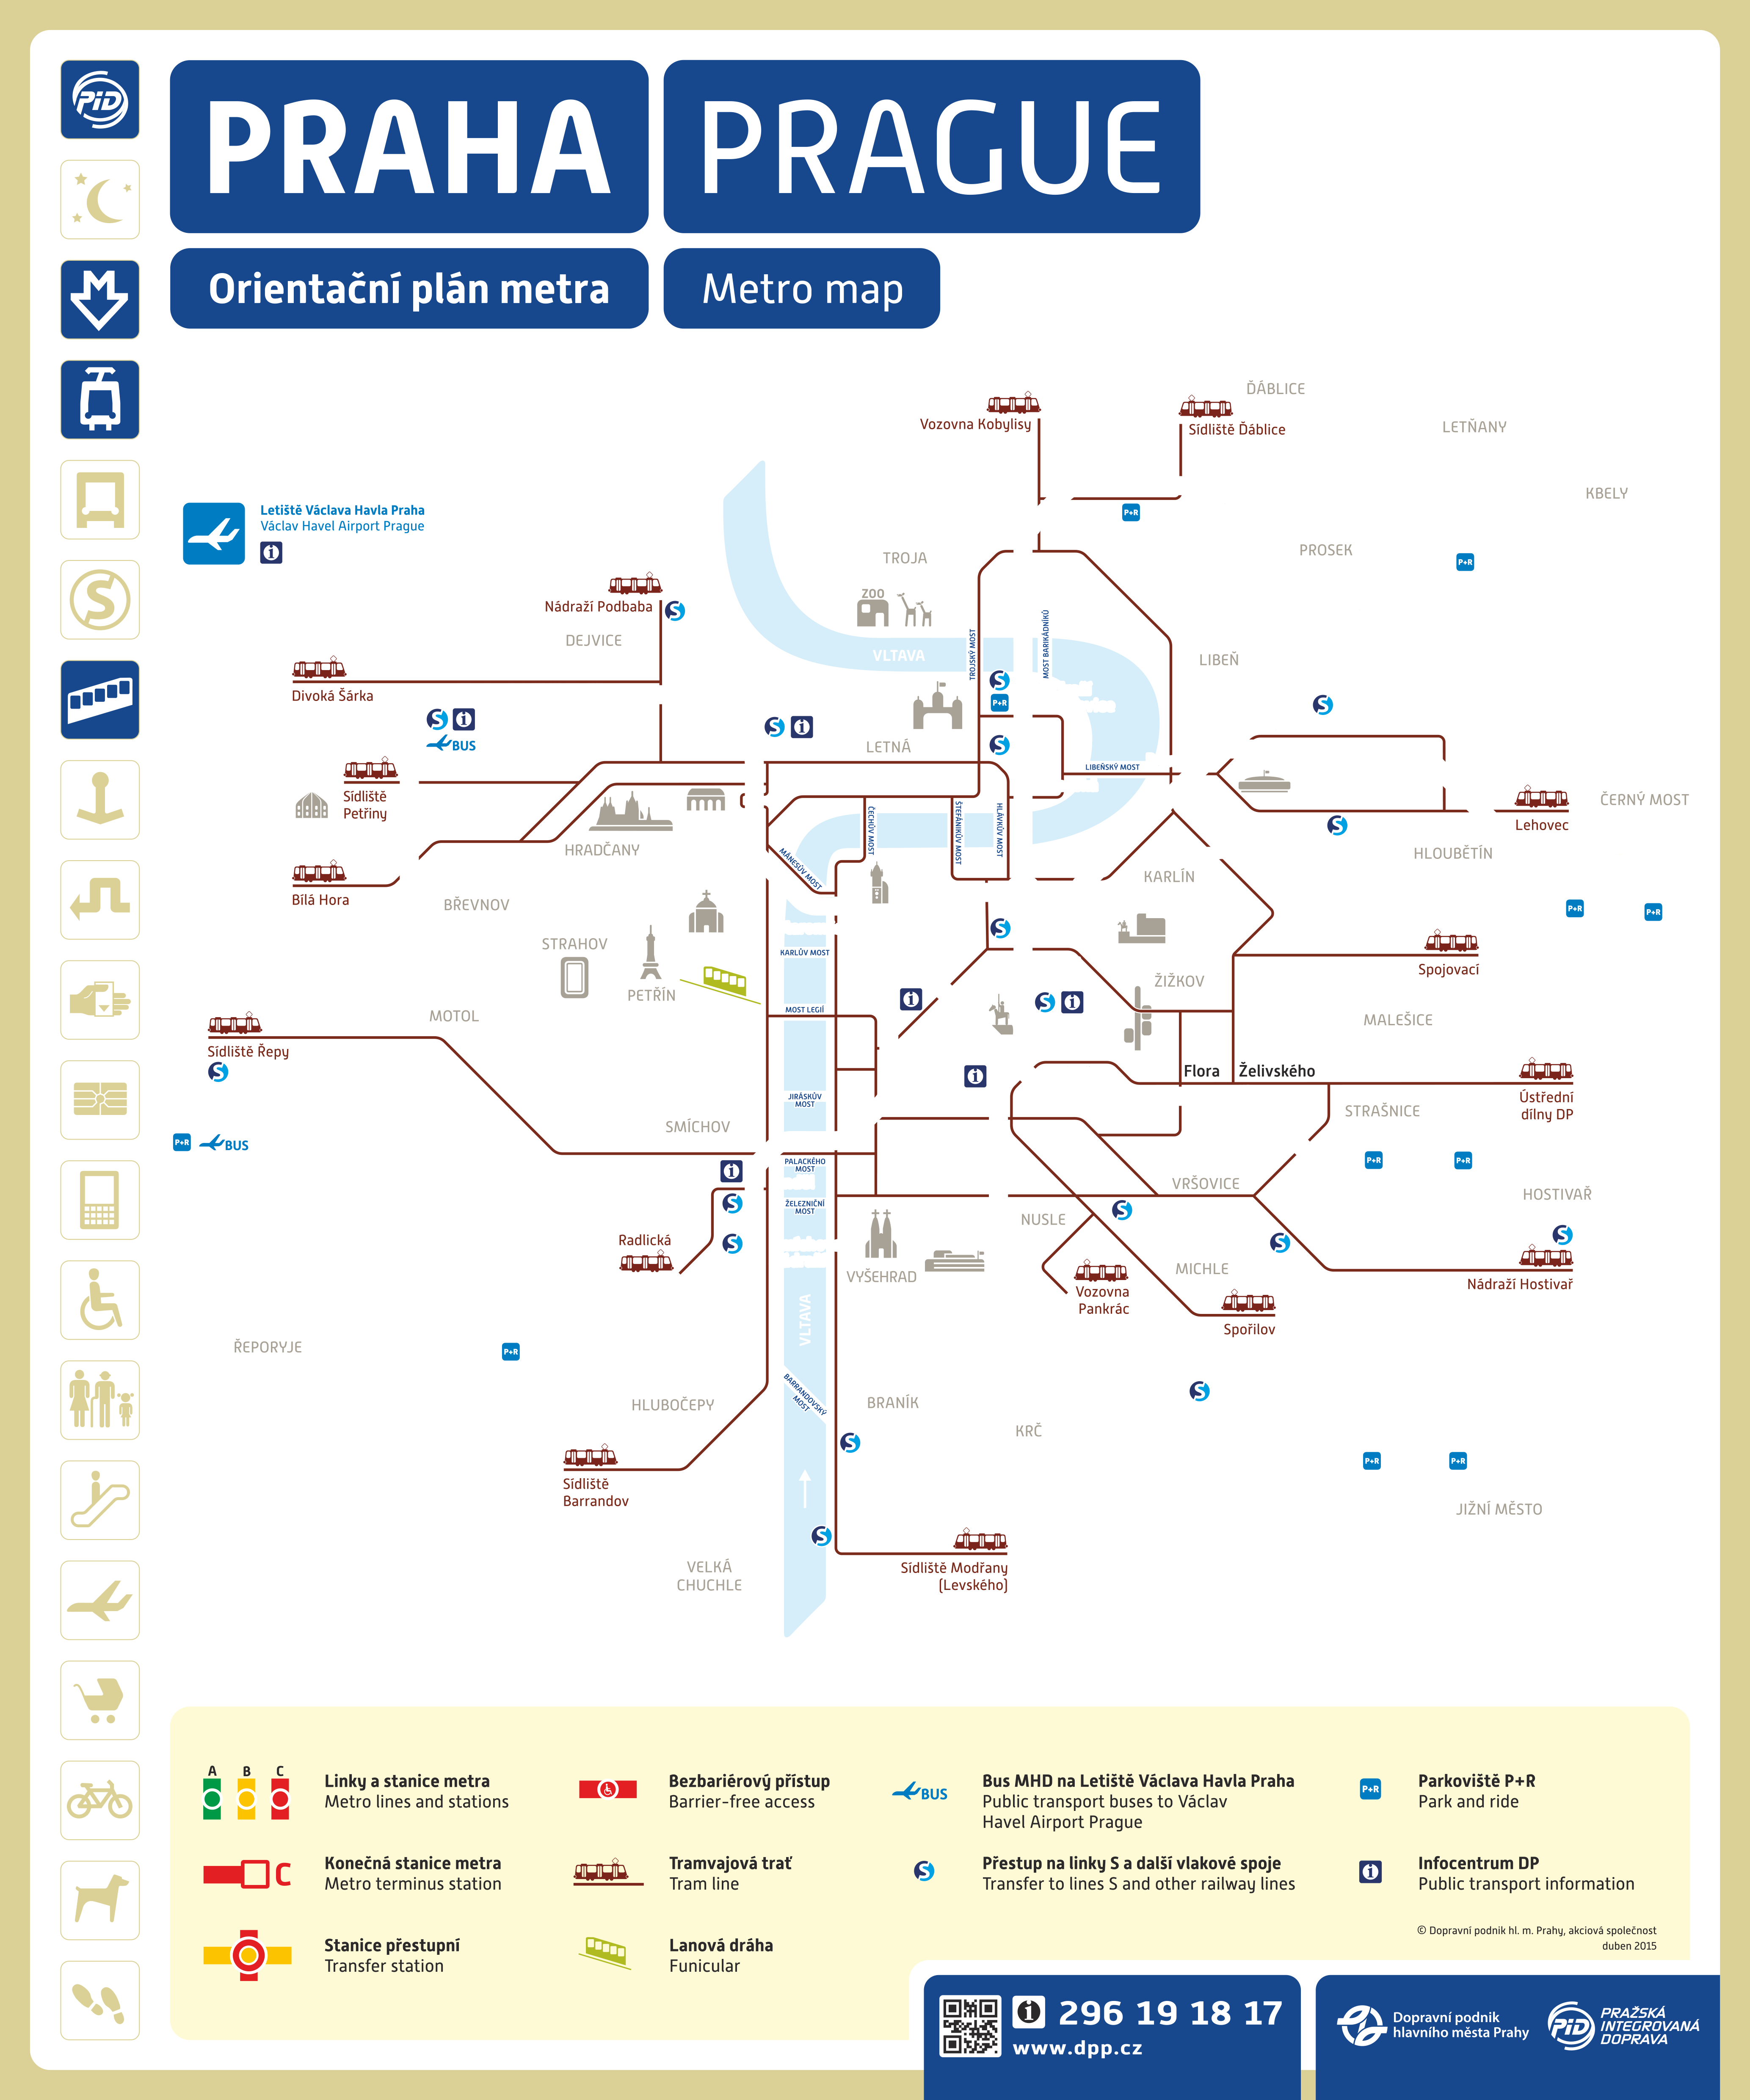 PiD
PRAHA
PRAGUE
Orientační plán metra
Metro map
M
S
ĎÁBLICE
Vozovna Kobylisy
Sídliště Ďáblice
LETŇANY
KBELY
P+R
Letiště Václava Havla Praha
Václav Havel Airport Prague
i
PROSEK
P+R
TROJA
ZOO
Nádraží Podbaba
S
DEJVICE
VLTAVA
TROJSKÝ MOST
MOST BARIKÁDNÍKŮ
LIBEŇ
Divoká Šárka
S
P+R
S
S i
BUS
S i
LETNÁ
S
LIBEŇSKÝ MOST
Sídliště
Petřiny
ČERNÝ MOST
Lehovec
ČECHŮV MOST
ŠTEFÁNIKŮV MOST
HLÁVKŮV MOST
S
HRADČANY
HLOUBĚTÍN
MÁNESŮV MOST
KARLÍN
Bílá Hora
BŘEVNOV
P+R
P+R
S
STRAHOV
KARLŮV MOST
Spojovací
ŽIŽKOV
PETŘÍN
i
S i
MOST LEGIÍ
MOTOL
MALEŠICE
Sídliště Řepy
S
i
Flora
Želivského
JIRÁSKŮV
MOST
Ústřední
dílny DP
STRAŠNICE
SMÍCHOV
P+R
BUS
PALACKÉHO
MOST
P+R
P+R
i
VRŠOVICE
HOSTIVAŘ
S
ŽELEZNIČNÍ
MOST
S
NUSLE
Radlická
S
S
S
VYŠEHRAD
MICHLE
Nádraží Hostivař
Vozovna
Pankrác
Spořilov
VLTAVA
ŘEPORYJE
P+R
BARRANDOVSKÝ
MOST
S
HLUBOČEPY
BRANÍK
KRČ
S
P+R
P+R
Sídliště
Barrandov
JIŽNÍ MĚSTO
S
VELKÁ
CHUCHLE
Sídliště Modřany
(Levského)
A B C
Linky a stanice metra
Metro lines and stations
C
Konečná stanice metra
Metro terminus station
Stanice přestupní
Transfer station
Bezbariérový přístup
Barrier-free access
Tramvajová trať
Tram line
Lanová dráha
Funicular
BUS
Bus MHD na Letiště Václava Havla Praha
Public transport buses to Václav
Havel Airport Prague
S
Přestup na linky S a další vlakové spoje
Transfer to lines S and other railway lines
P+R
Parkoviště P+R
Park and ride
i
Infocentrum DP
Public transport information
© Dopravní podnik hl. m. Prahy, akciová společnost
duben 2015
i 296 19 18 17
www.dpp.cz
Dopravní podnik
hlavního města Prahy
PiD
PRAŽSKÁ
INTEGROVANÁ
DOPRAVA